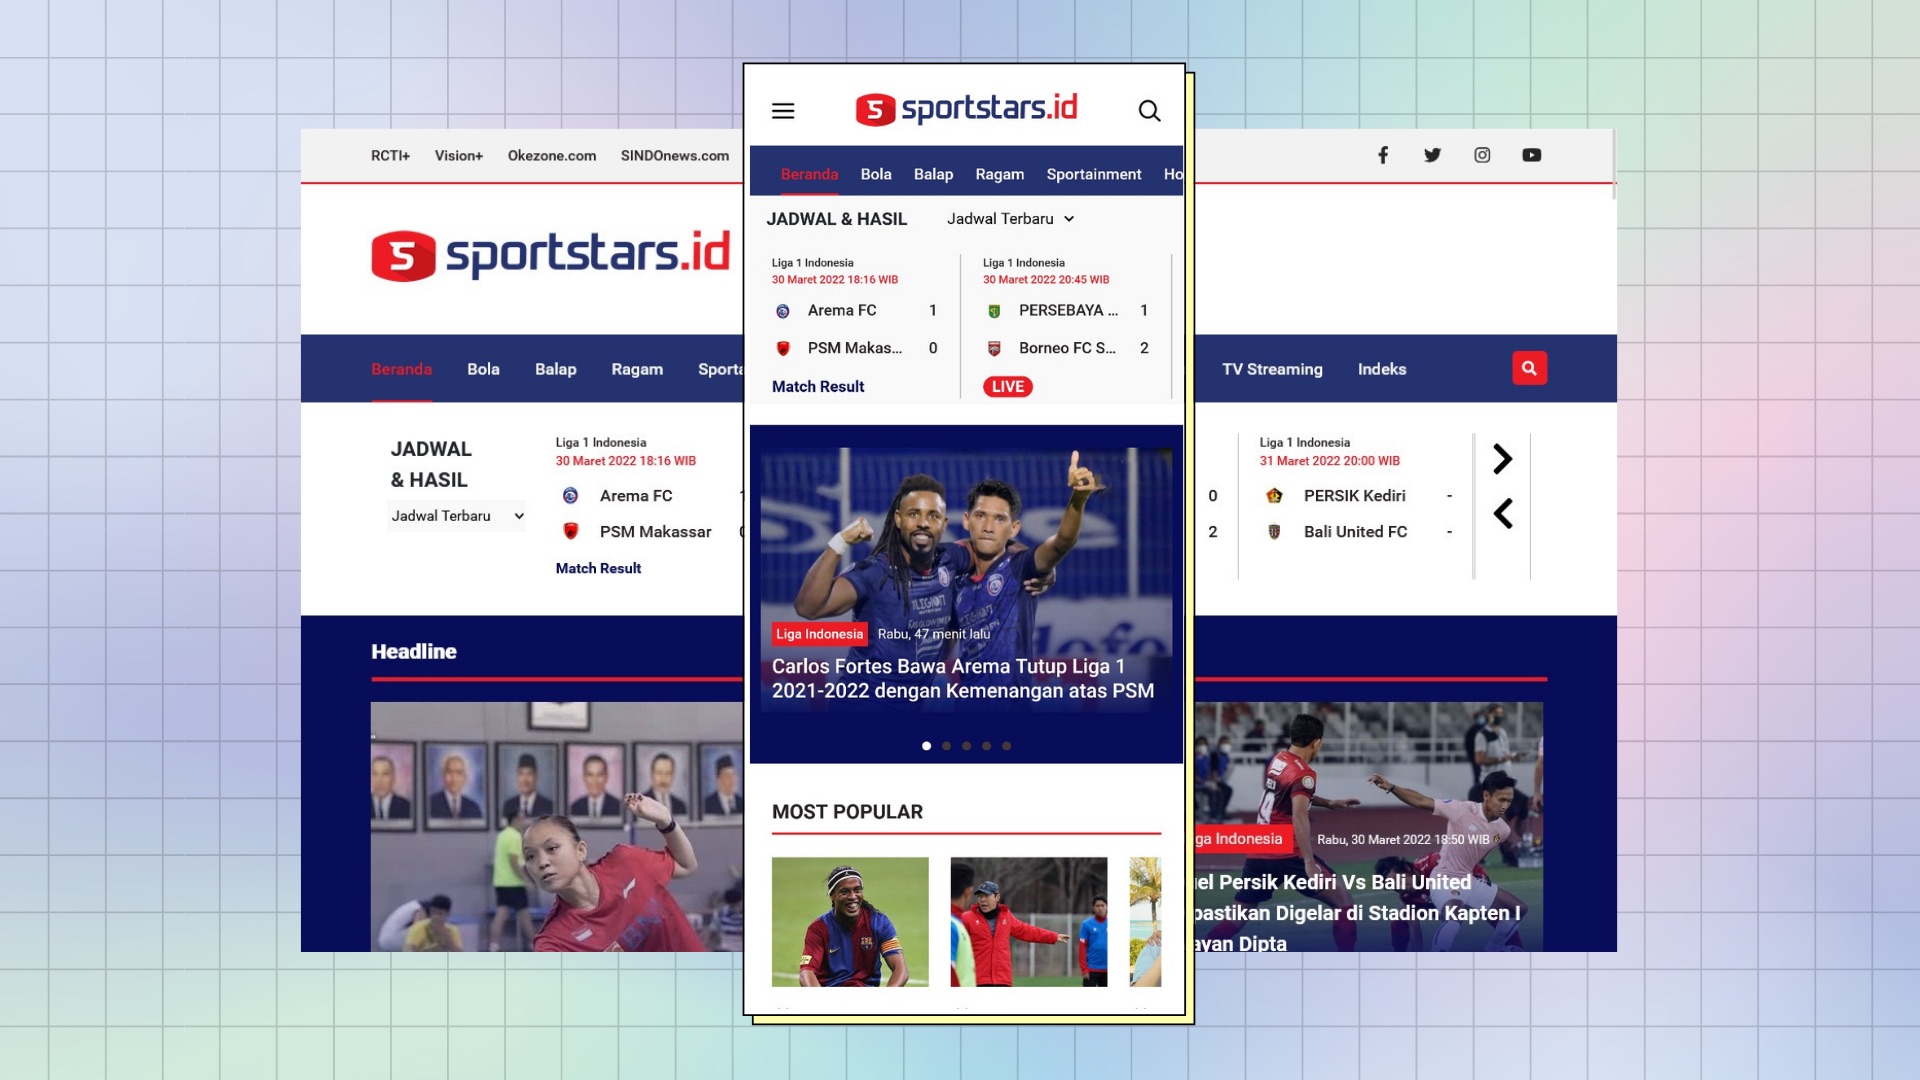 RCTI+ Vision+ Okezone.com SINDOnews.com
sportstars.id
Beranda Bola Balap Ragam TV Streaming Indeks
JADWAL
& HASIL
Jadwal Terbaru
Liga 1 Indonesia
30 Maret 2022 18:16 WIB
Arema FC
PSM Makassar
Match Result
0
2
Liga 1 Indonesia
31 Maret 2022 20:00 WIB
PERSIK Kediri -
Bali United FC -
Headline
Indonesia Rabu, 30 Maret 2022 18:50 WIB
Persik Kediri Vs Bali United
Digelar di Stadion Kapten I
Dipta
sportstars.id
Beranda Bola Balap Ragam Sportainment Ho
JADWAL & HASIL Jadwal Terbaru
Liga 1 Indonesia
30 Maret 2022 18:16 WIB
Arema FC 1
PSM Makas... 0
Match Result
Liga 1 Indonesia
30 Maret 2022 20:45 WIB
PERSEBAYA ... 1
Borneo FC S... 2
LIVE
Liga Indonesia Rabu, 47 menit lalu
Carlos Fortes Bawa Arema Tutup Liga 1
2021-2022 dengan Kemenangan atas PSM
MOST POPULAR